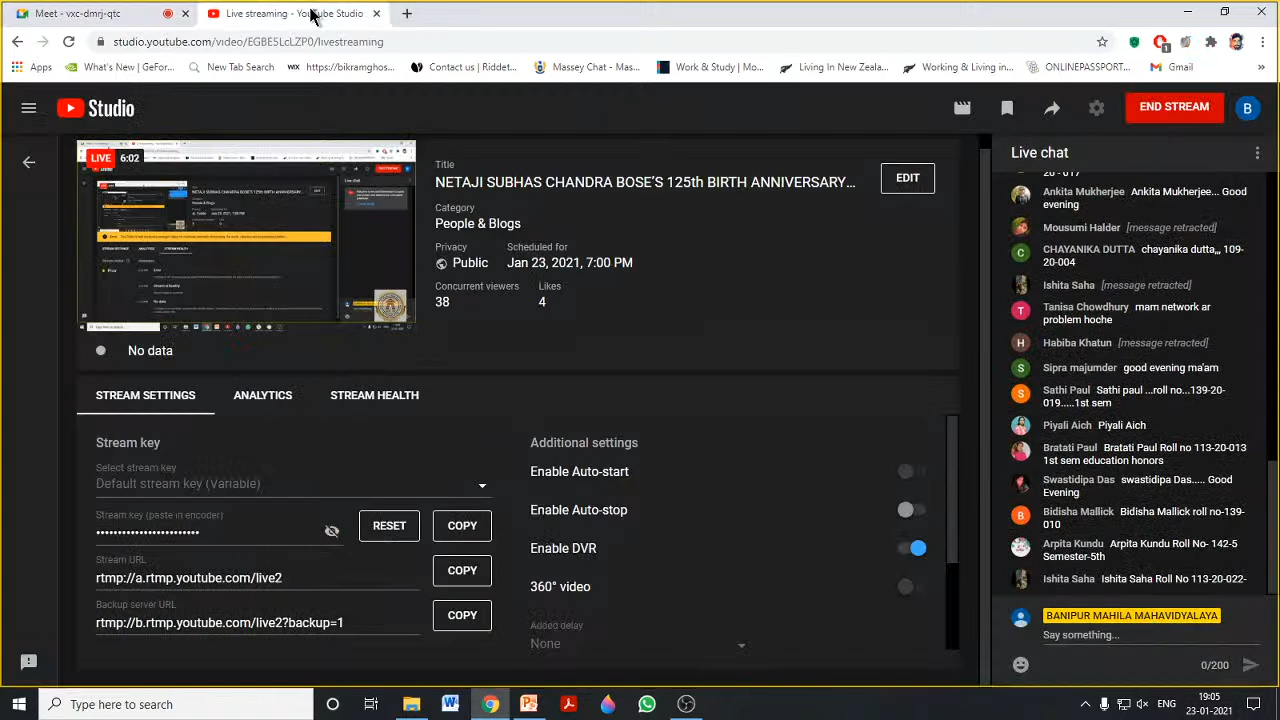 Meet - vxc-dmrj-qtc
Live streaming - YouTube Studio
studio.youtube.com/video/EGBE5LcLZP0/livestreaming
Apps
What's New (GeFor...
New Tab Search
WIX https://bikramghos...
Contact us | Riddet...
Massey Chat - Mas...
Work & Study | Mo...
Living In New Zeala...
Working & Living in...
ONLINEPASSPORT...
Gmail
»
Studio
END STREAM
B
LIVE 6:02
Title
NETAJI SUBHAS CHANDRA BOSE'S 125th BIRTH ANNIVERSARY...
EDIT
Category
People & Blogs
Privacy
Scheduled for
Public
Jan 23, 2021, 7:00 PM
Concurrent
Likes
38
4
No data
STREAM SETTINGS
ANALYTICS
STREAM HEALTH
Stream key
Select stream key
Default stream key (Variable)
Stream key (paste in encoder)
••••••••••••••••••••••••
RESET
COPY
Stream URL
rtmp://a.rtmp.youtube.com/live2
COPY
Backup server URL
rtmp://b.rtmp.youtube.com/live2?backup=1
COPY
Additional settings
Enable Auto-start
Enable Auto-stop
Enable DVR
360° video
Added delay
None
Live chat
Mukherjee Ankita Mukherjee... Good
evening
Mousumi Halder [message retracted]
C CHAYANIKA DUTTA chayanika dutta,,, 109-
20-004
Ishita Saha [message retracted]
T Tanisa Chowdhury mam network ar
problem hoche
H Habiba Khatun [message retracted]
S Sipra majumder good evening ma'am
S Sathi Paul Sathi paul ...roll no...139-20-
019.....1st sem
Piyali Aich Piyali Aich
Bratati Paul Bratati Paul Roll no 113-20-013
1st sem education honors
Swastidipa Das swastidipa Das..... Good
Evening
B Bidisha Mallick Bidisha Mallick roll no-139-
010
Arpita Kundu Arpita Kundu Roll No- 142-5
Semester-5th
Ishita Saha Ishita Saha Roll No 113-20-022-
BANIPUR MAHILA MAHAVIDYALAYA
Say something...
0/200
Type here to search
ENG
19:05
23-01-2021